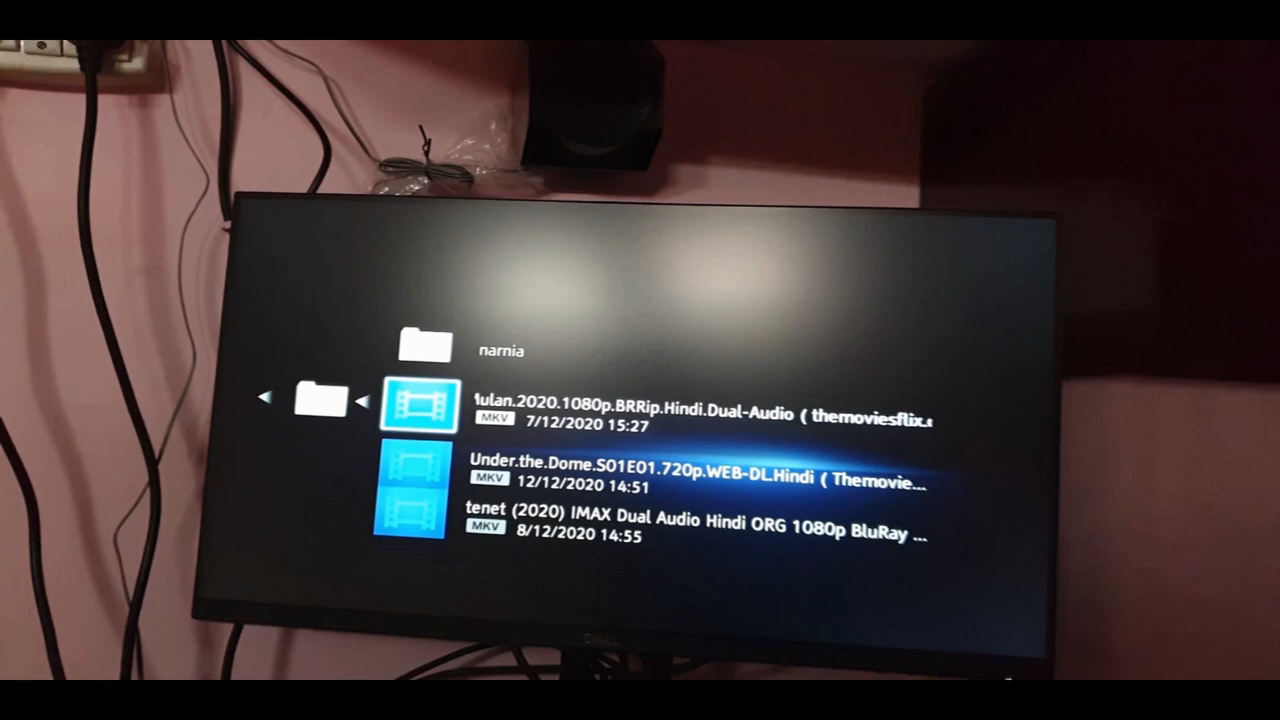 narnia
ulan.2020.1080p.BRRip.Hindi.Dual-Audio ( themoviesflix.c
MKV 7/12/2020 15:27
Under.the.Dome.S01E01.720p.WEB-DL.Hindi ( Themovie...
MKV 12/12/2020 14:51
tenet (2020) IMAX Dual Audio Hindi ORG 1080p BluRay ...
MKV 8/12/2020 14:55
DELL